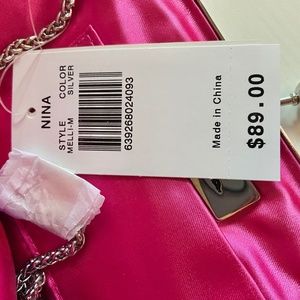 NINA
STYLE COLOR
MELLI-M SILVER
639268024093
Made in China
$89.00